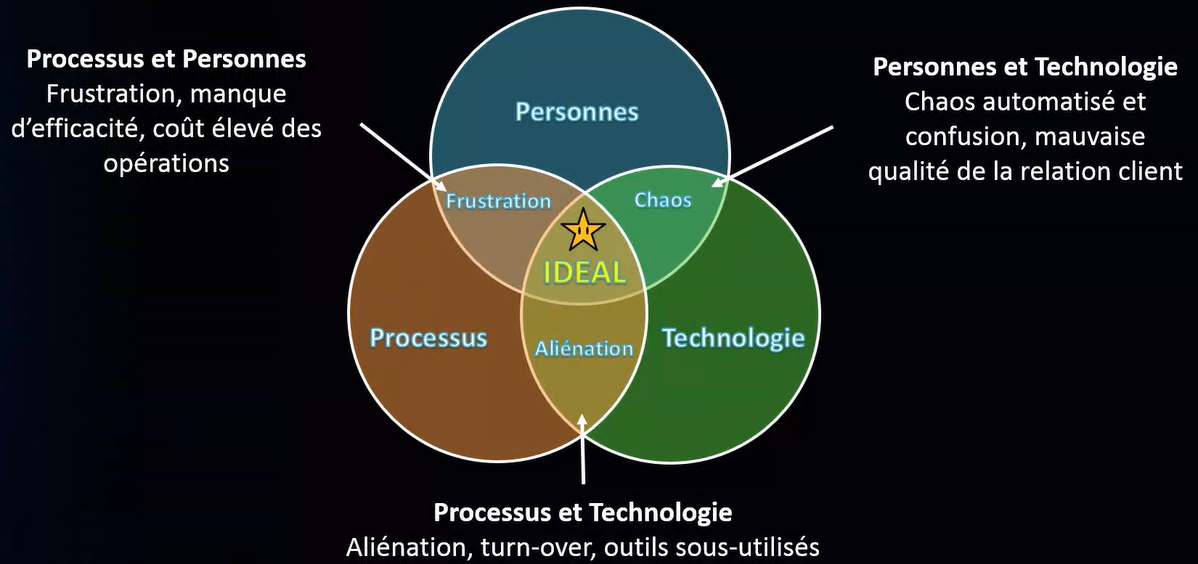 Processus et Personnes
Frustration, manque
d’efficacité, coût élevé des
opérations
Personnes et Technologie
Chaos automatisé et
confusion, mauvaise
qualité de la relation client
Personnes
Frustration
Chaos
IDEAL
Processus
Aliénation
Technologie
Processus et Technologie
Aliénation, turn-over, outils sous-utilisés